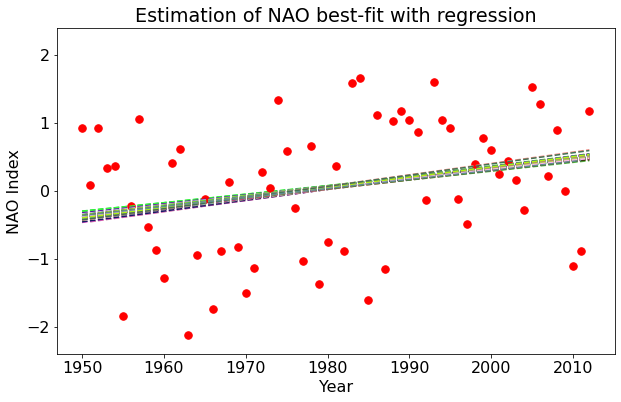 Estimation of NAO best-fit with regression
2
1
0
−1
−2
NAO Index
1950 1960 1970 1980 1990 2000 2010
Year